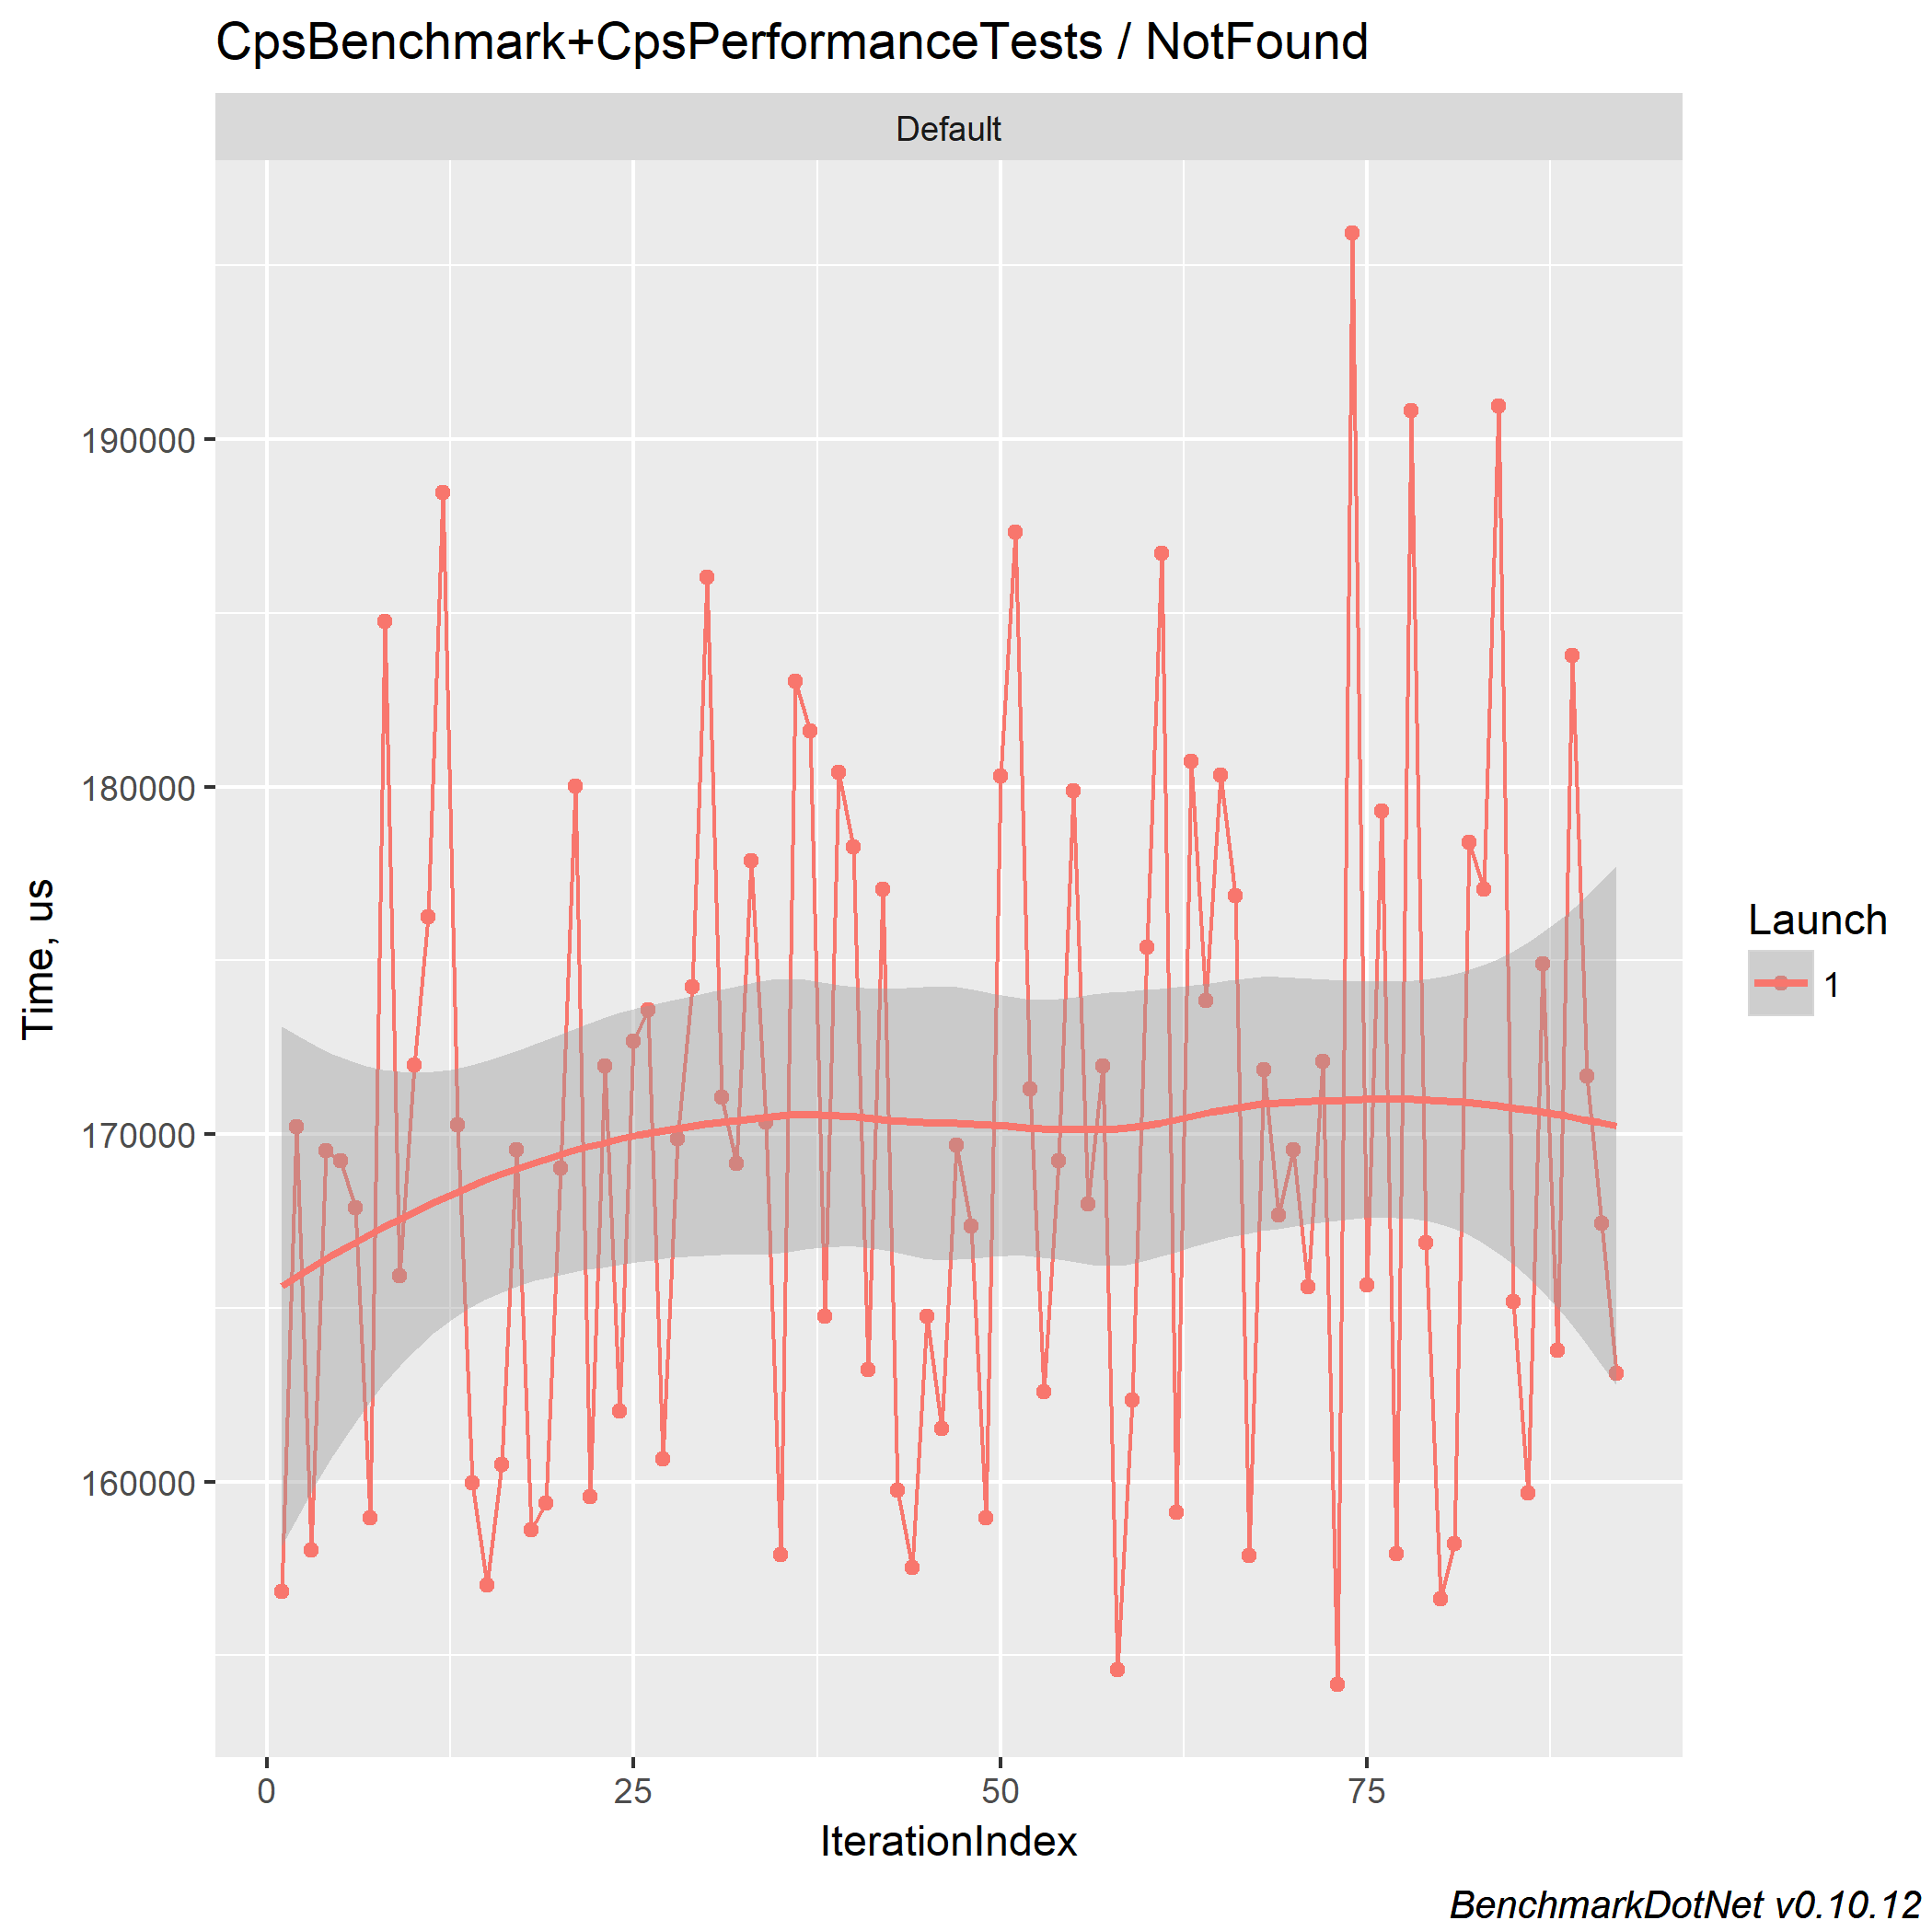 CpsBenchmark+CpsPerformanceTests / NotFound
Default
190000
180000
170000
160000
Time, us
0 25 50 75
IterationIndex
Launch
1
BenchmarkDotNet v0.10.12